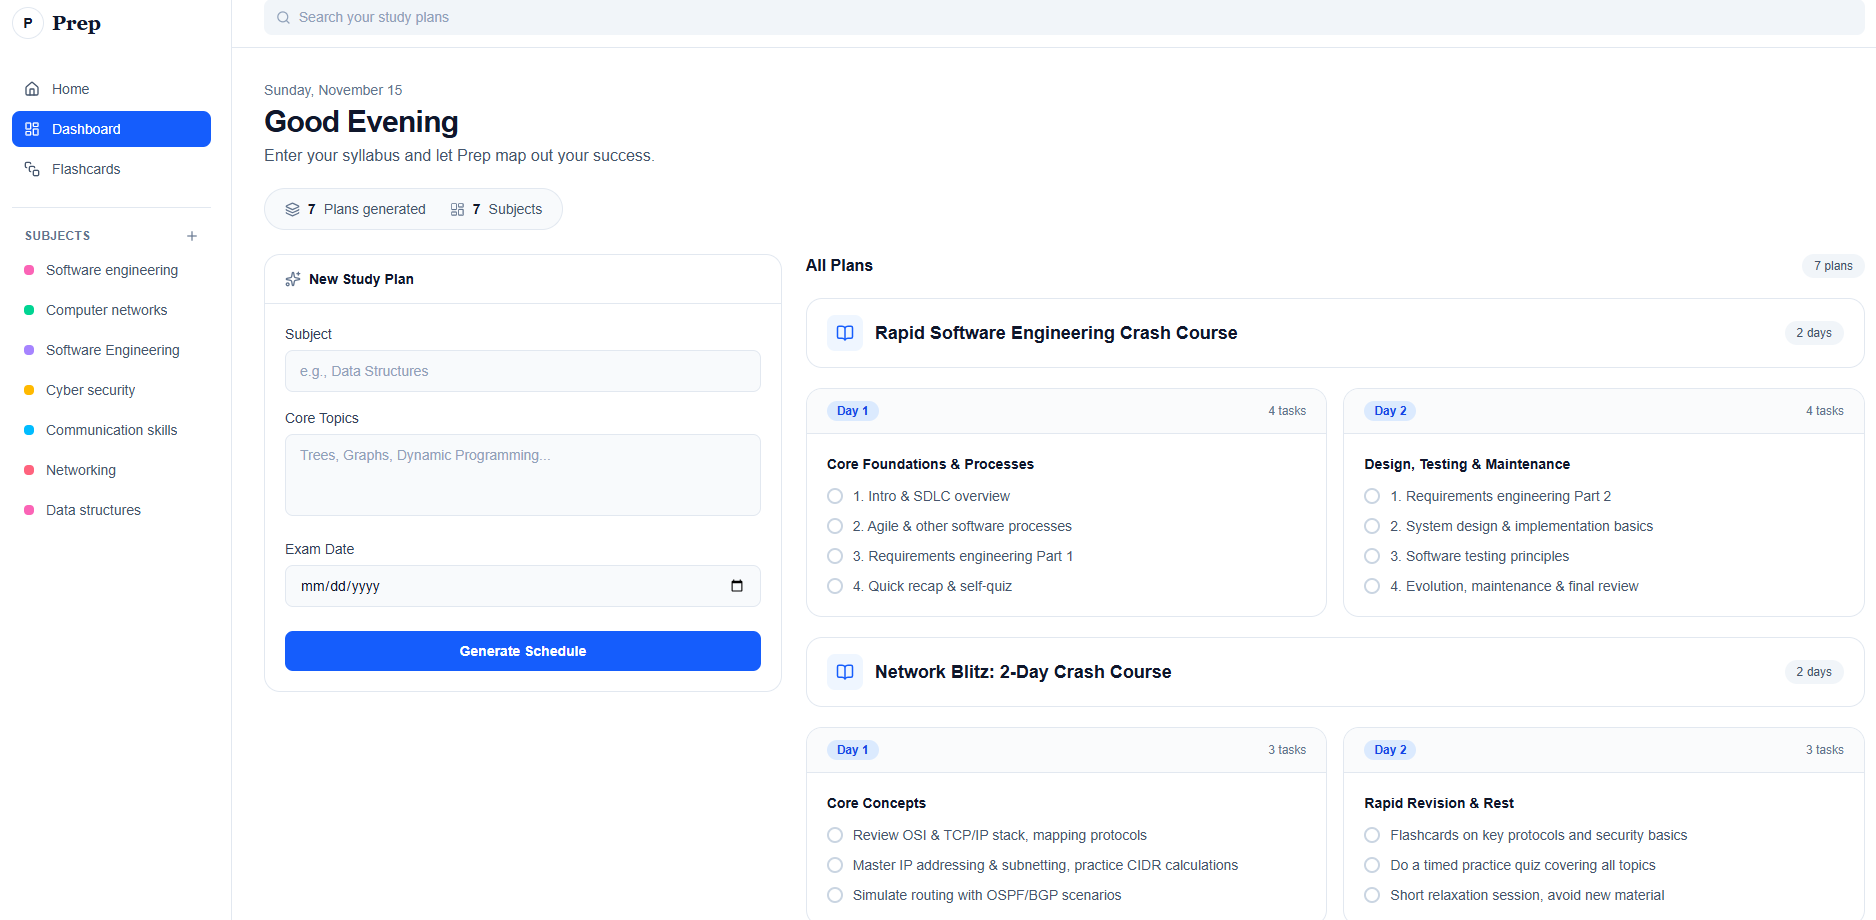 P Prep
Search your study plans
Home
Dashboard
Flashcards
SUBJECTS
Software engineering
Computer networks
Software Engineering
Cyber security
Communication skills
Networking
Data structures
Sunday, November 15
Good Evening
Enter your syllabus and let Prep map out your success.
7 Plans generated 7 Subjects
New Study Plan
Subject
e.g., Data Structures
Core Topics
Trees, Graphs, Dynamic Programming...
Exam Date
mm/dd/yyyy
Generate Schedule
All Plans 7 plans
Rapid Software Engineering Crash Course 2 days
Day 1 4 tasks
Core Foundations & Processes
1. Intro & SDLC overview
2. Agile & other software processes
3. Requirements engineering Part 1
4. Quick recap & self-quiz
Day 2 4 tasks
Design, Testing & Maintenance
1. Requirements engineering Part 2
2. System design & implementation basics
3. Software testing principles
4. Evolution, maintenance & final review
Network Blitz: 2-Day Crash Course 2 days
Day 1 3 tasks
Core Concepts
Review OSI & TCP/IP stack, mapping protocols
Master IP addressing & subnetting, practice CIDR calculations
Simulate routing with OSPF/BGP scenarios
Day 2 3 tasks
Rapid Revision & Rest
Flashcards on key protocols and security basics
Do a timed practice quiz covering all topics
Short relaxation session, avoid new material